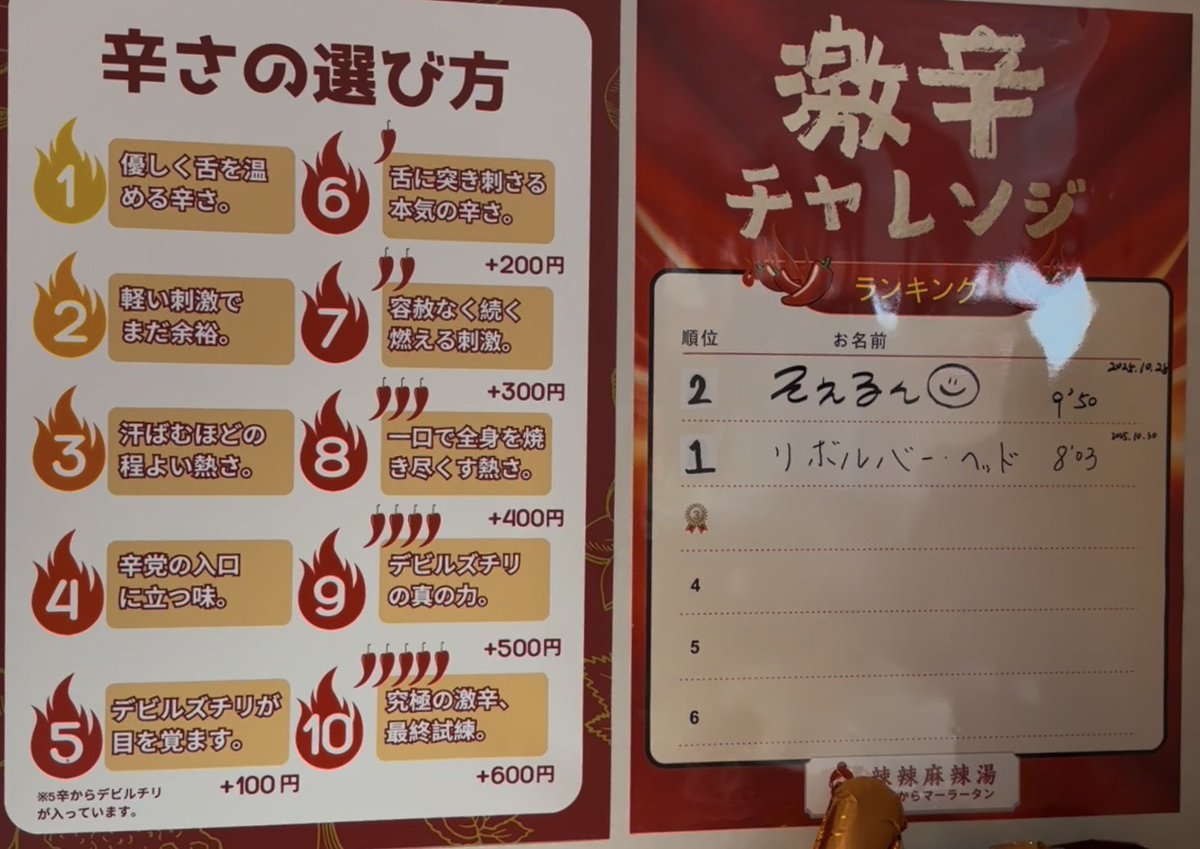 辛さの選び方
1
優しく舌を温
める辛さ。
2
軽い刺激で
まだ余裕。
3
汗ばむほどの
程よい熱さ。
4
辛党の入口
に立つ味。
5
デビルズチリが
目を覚ます。
+100円
※5辛からデビルチリ
が入っています。
6
舌に突き刺さる
本気の辛さ。
+200円
7
容赦なく続く
燃える刺激。
+300円
8
一口で全身を焼
き尽くす熱さ。
+400円
9
デビルズチリ
の真の力。
+500円
10
究極の激辛、
最終試練。
+600円
激辛
チャレンジ
ランキング
順位 お名前
2 そえるん 9'50 2025.10.28
1 リボルバー・ヘッド 8'03 2025.10.30
3
4
5
6
辣辣麻辣湯
からマーラータン